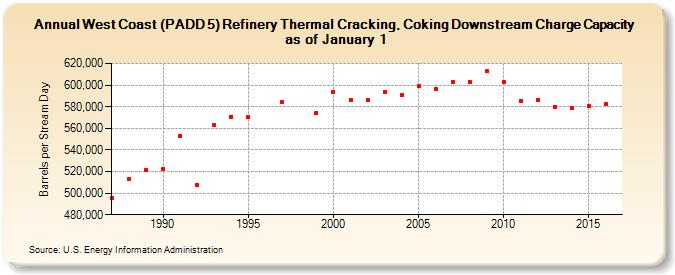 Annual West Coast (PADD 5) Refinery Thermal Cracking, Coking Downstream Charge Capacity
as of January 1
Barrels per Stream Day
620,000
600,000
580,000
560,000
540,000
520,000
500,000
480,000
1990 1995 2000 2005 2010 2015
Source: U.S. Energy Information Administration